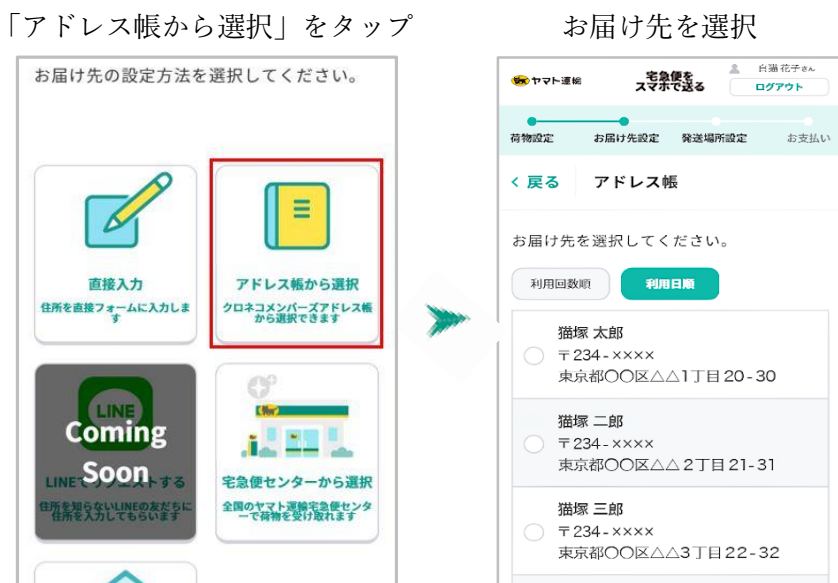 「アドレス帳から選択」をタップ
お届け先の設定方法を選択してください。
直接入力
住所を直接フォームに入力しま
す
アドレス帳から選択
クロネコメンバーズアドレス帳
から選択できます
LINE
Coming
Soon
LINEでリクエストする
住所を知らないLINEの友だちに
住所を入力してもらいます
宅急便センターから選択
全国のヤマト運輸宅急便センタ
ーで荷物を受け取れます
お届け先を選択
ヤマト運輸
宅急便を
スマホで送る
白猫 花子さん
ログアウト
荷物設定
お届け先設定
発送場所設定
お支払い
< 戻る
アドレス帳
お届け先を選択してください。
利用回数順
利用日順
猫塚 太郎
〒234-××××
東京都〇〇区△△1丁目20-30
猫塚 二郎
〒234-××××
東京都〇〇区△△2丁目21-31
猫塚 三郎
〒234-××××
東京都〇〇区△△3丁目22-32